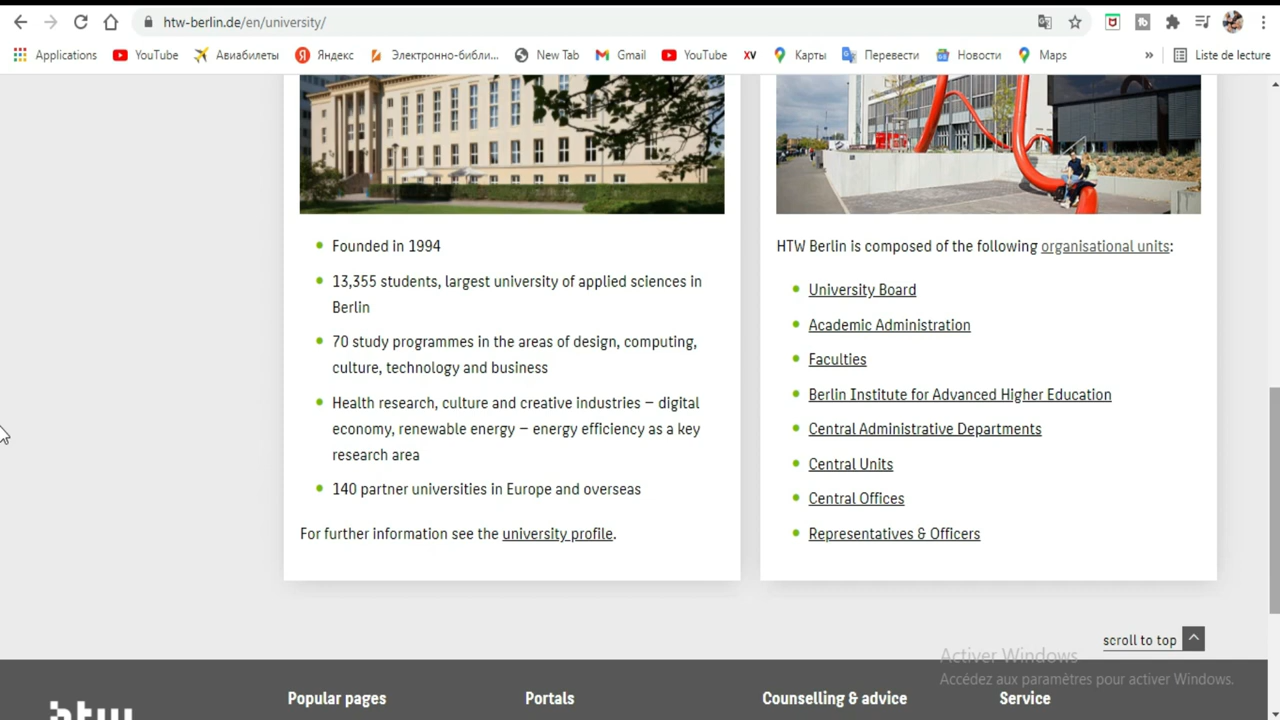 htw-berlin.de/en/university/
Applications
YouTube
Авиабилеты
Яндекс
Электронно-библи...
New Tab
Gmail
YouTube
XV
Карты
Перевести
Новости
Maps
»
Liste de lecture
Founded in 1994
13,355 students, largest university of applied sciences in
Berlin
70 study programmes in the areas of design, computing,
culture, technology and business
Health research, culture and creative industries – digital
economy, renewable energy – energy efficiency as a key
research area
140 partner universities in Europe and overseas
For further information see the university profile.
HTW Berlin is composed of the following organisational units:
University Board
Academic Administration
Faculties
Berlin Institute for Advanced Higher Education
Central Administrative Departments
Central Units
Central Offices
Representatives & Officers
scroll to top
Activer Windows
Accédez aux paramètres pour activer Windows.
htw
Popular pages
Portals
Counselling & advice
Service